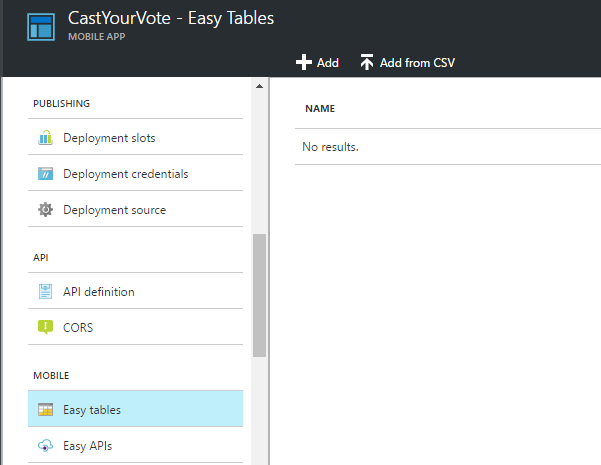 CastYourVote - Easy Tables
MOBILE APP
Add
Add from CSV
PUBLISHING
Deployment slots
Deployment credentials
Deployment source
API
API definition
CORS
MOBILE
Easy tables
Easy APIs
NAME
No results.